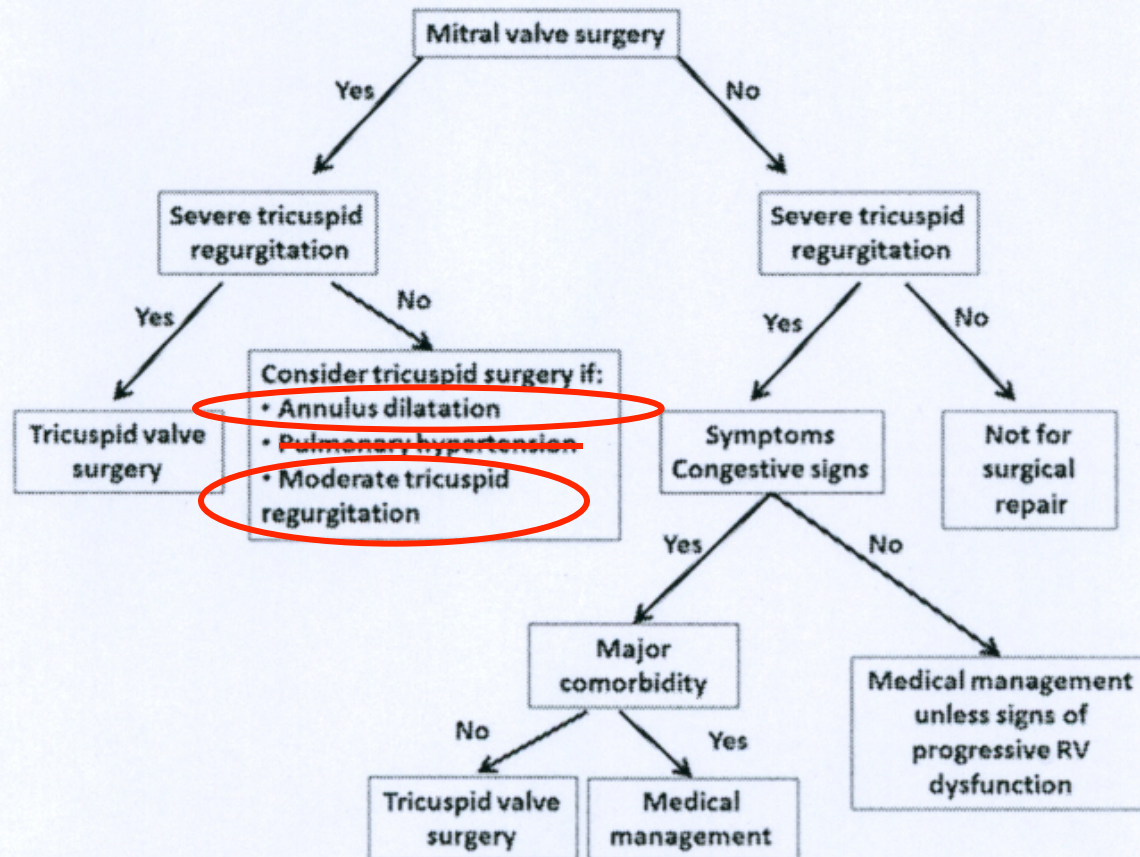 Mitral valve surgery
Yes
No
Severe tricuspid
regurgitation
Severe tricuspid
regurgitation
Yes
No
Yes
No
Tricuspid valve
surgery
Consider tricuspid surgery if:
• Annulus dilatation
• Pulmonary hypertension
• Moderate tricuspid
regurgitation
Symptoms
Congestive signs
Not for
surgical
repair
Yes
No
Major
comorbidity
Medical management
unless signs of
progressive RV
dysfunction
No
Yes
Tricuspid valve
surgery
Medical
management